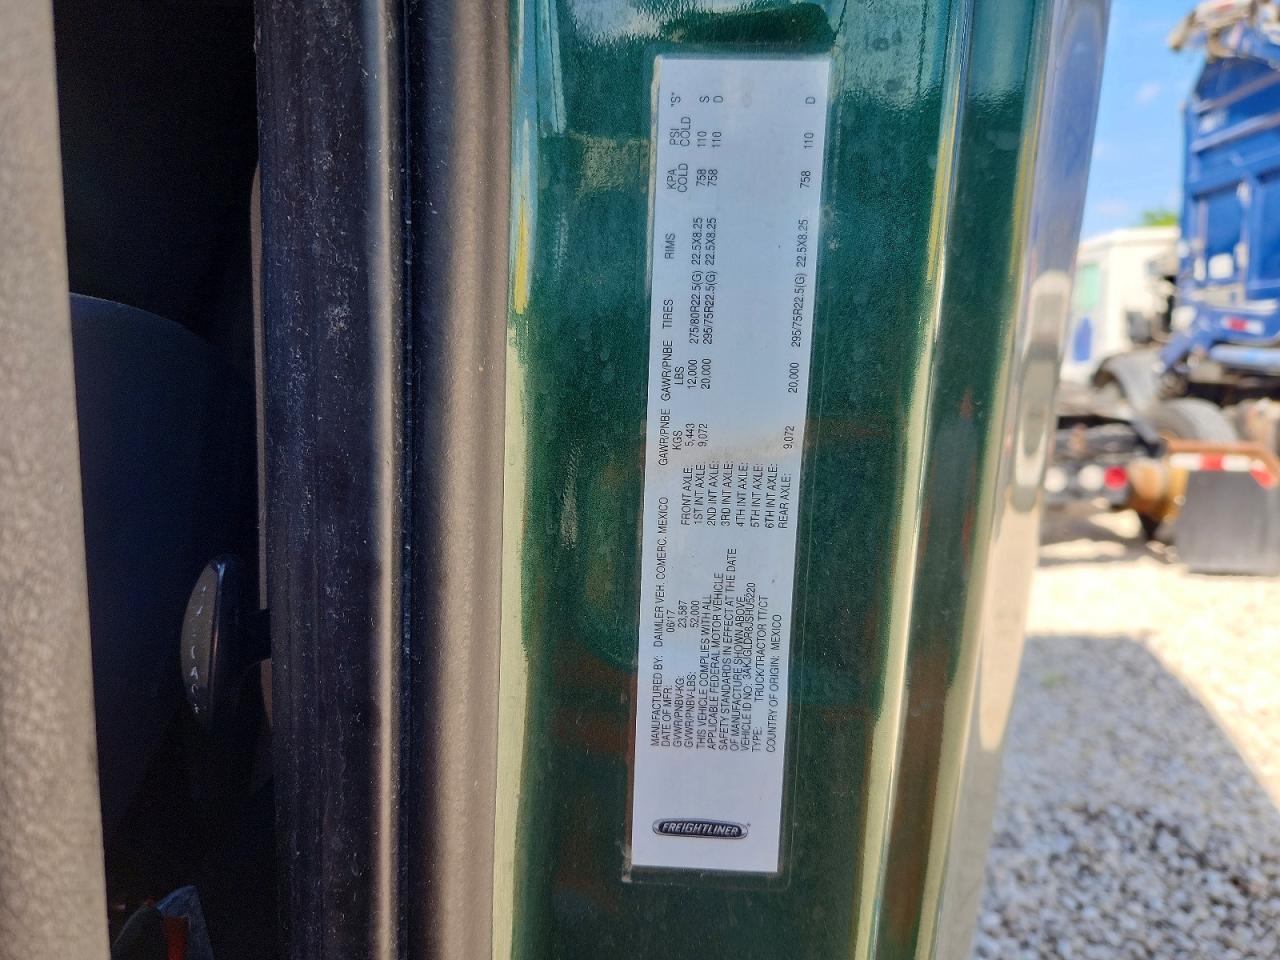 FREIGHTLINER
MANUFACTURED BY: DAIMLER VEH. COMERC. MEXICO
DATE OF MFR: 06/17
GVWR/PNBV-KG: 23,587
GVWR/PNBV-LBS: 52,000
THIS VEHICLE COMPLIES WITH ALL
APPLICABLE FEDERAL MOTOR VEHICLE
SAFETY STANDARDS IN EFFECT AT THE DATE
OF MANUFACTURE SHOWN ABOVE.
VEHICLE ID NO: 3AKJGLDR8JSHU5220
TYPE: TRUCK/TRACTOR TT/CT
COUNTRY OF ORIGIN: MEXICO
GAWR/PNBE GAWR/PNBE TIRES RIMS KPA PSI "S"
KGS LBS COLD COLD
FRONT AXLE: 5,443 12,000 275/80R22.5(G) 22.5X8.25 758 110 S
1ST INT AXLE: 9,072 20,000 295/75R22.5(G) 22.5X8.25 758 110 D
2ND INT AXLE:
3RD INT AXLE:
4TH INT AXLE:
5TH INT AXLE:
6TH INT AXLE:
REAR AXLE: 9,072 20,000 295/75R22.5(G) 22.5X8.25 758 110 D